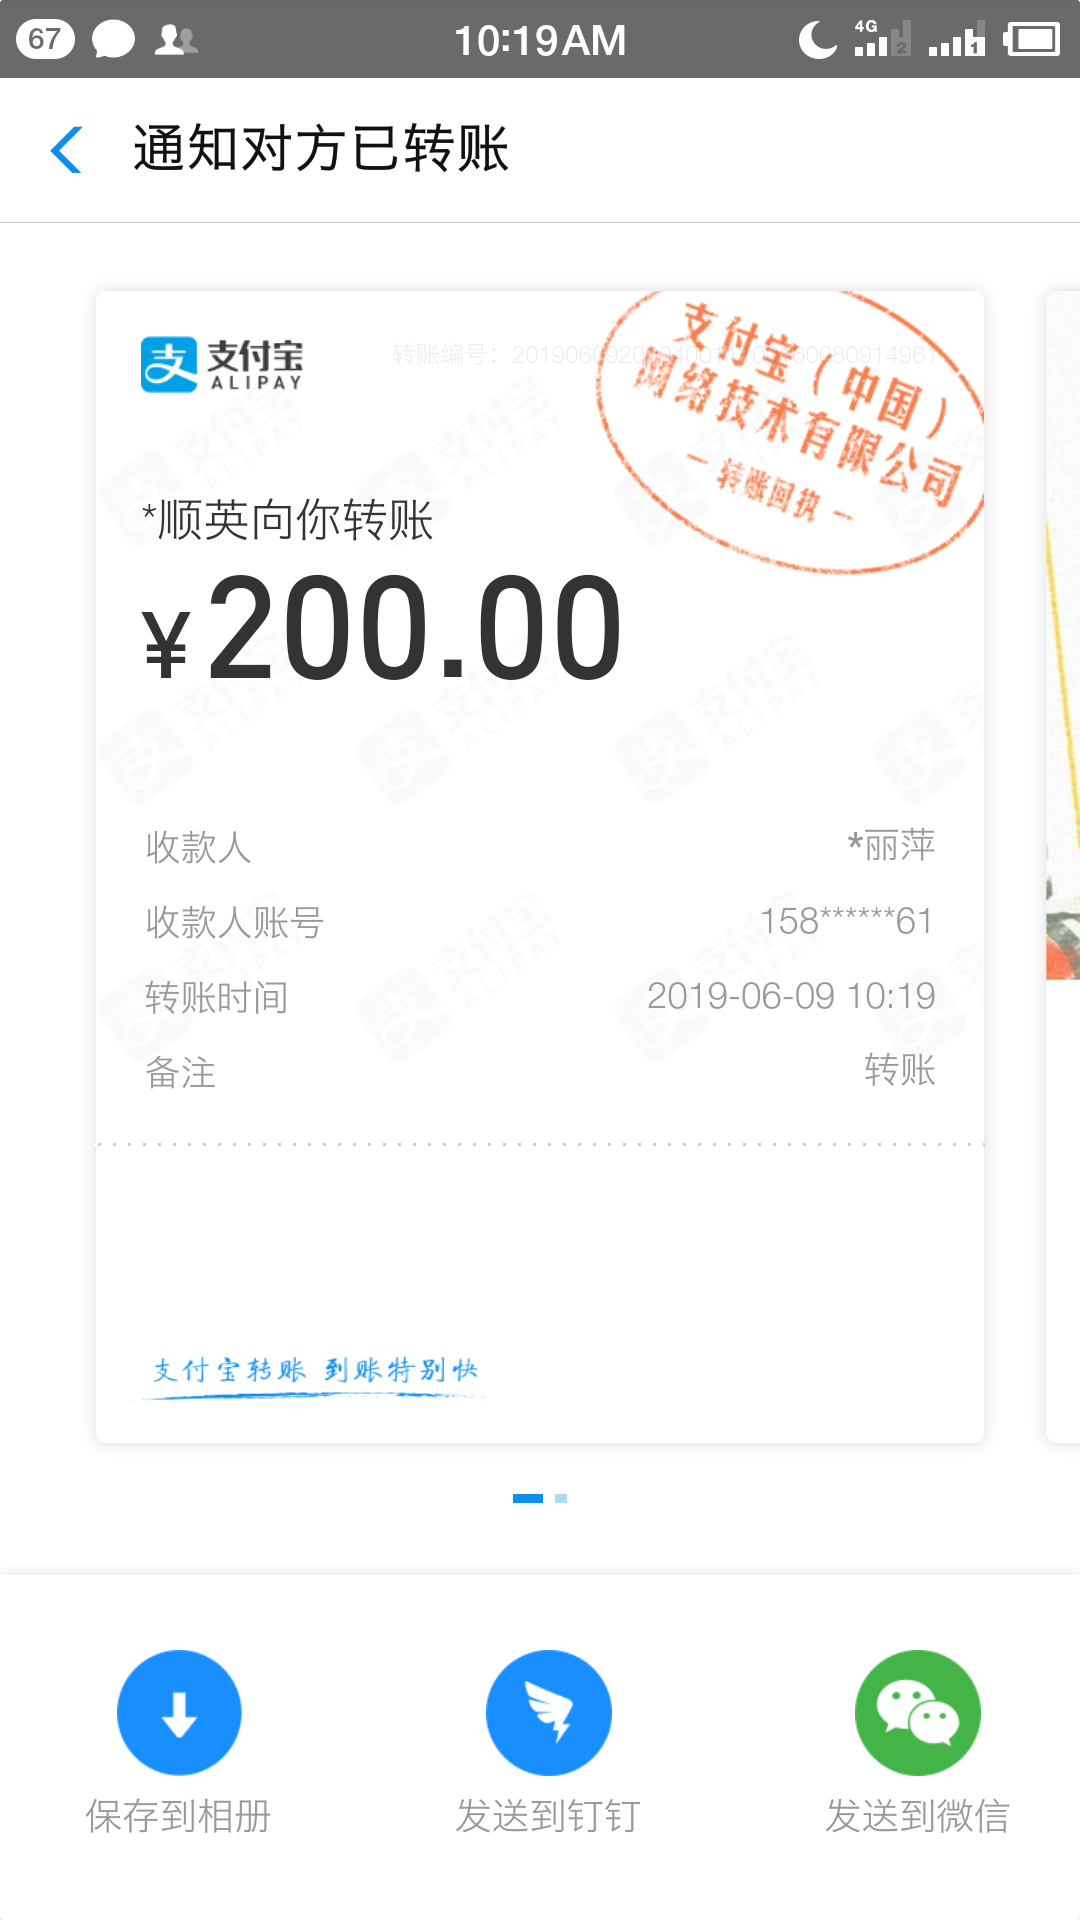 67
10:19AM
4G
2
1
通知对方已转账
支付宝
ALIPAY
支付宝（中国）
网络技术有限公司
— 转账回执 —
转账编号：
*顺英向你转账
¥200.00
收款人 *丽萍
收款人账号 158******61
转账时间 2019-06-09 10:19
备注 转账
支付宝转账 到账特别快
保存到相册 发送到钉钉 发送到微信